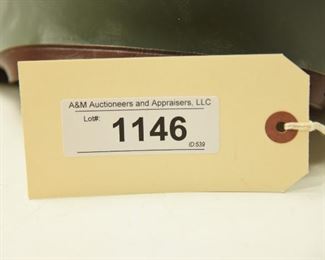 A&M Auctioneers and Appraisers, LLC
Lot#:
1146
ID:539